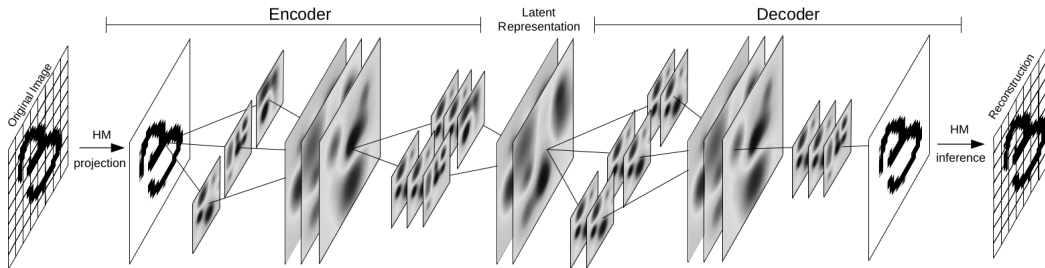 Encoder
Latent
Representation
Decoder
Original Image
HM
projection
HM
inference
Reconstruction